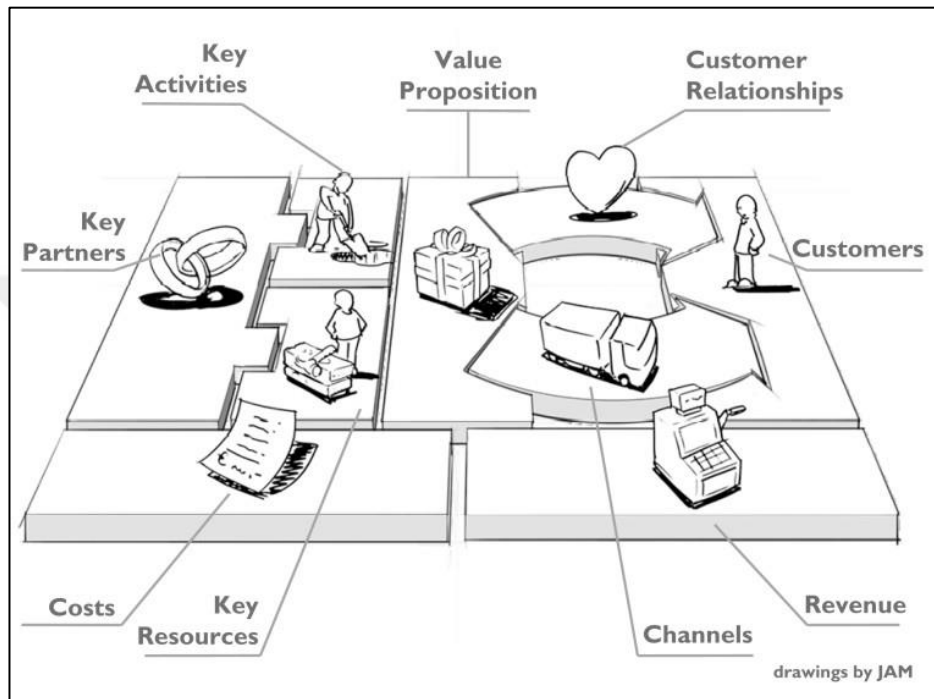 Key
Activities
Value
Proposition
Customer
Relationships
Key
Partners
Customers
Costs
Key
Resources
Channels
Revenue
drawings by JAM